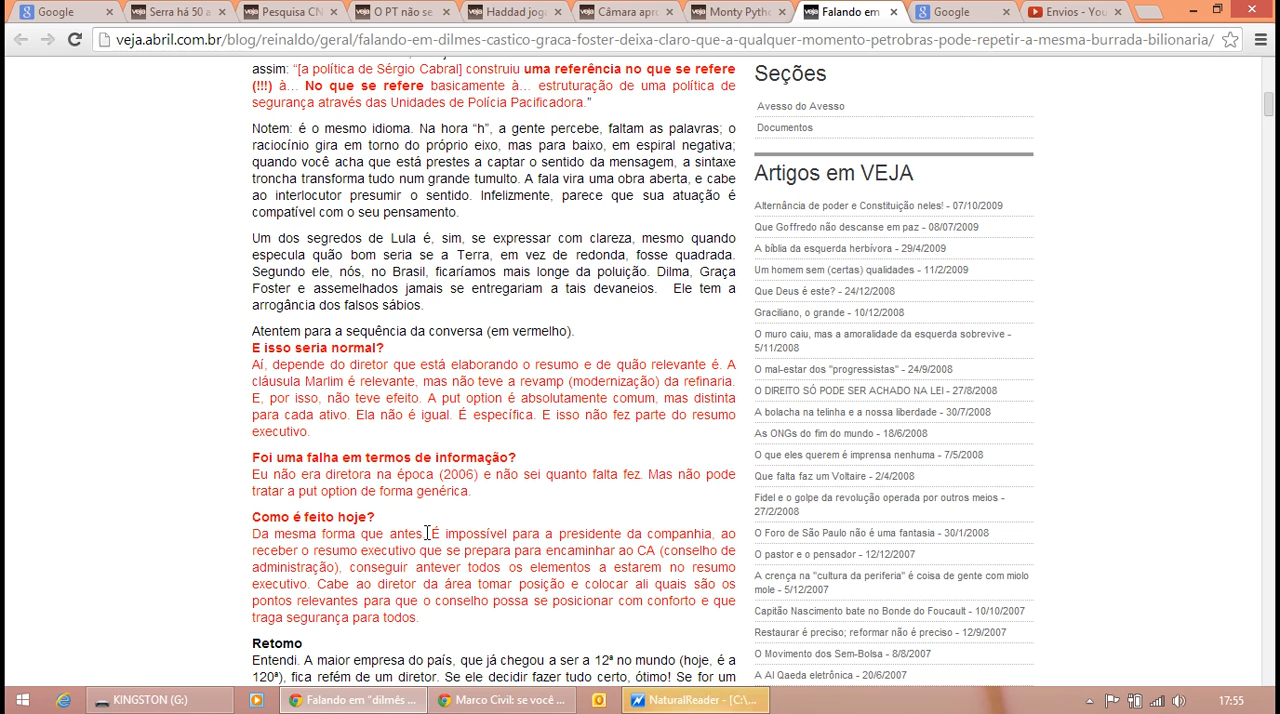 Google
Serra há 50 a
Pesquisa CN
O PT não se
Haddad jog
Câmara apro
Monty Pyth
Falando em
Google
Envios - You
veja.abril.com.br/blog/reinaldo/geral/falando-em-dilmes-castico-graca-foster-deixa-claro-que-a-qualquer-momento-petrobras-pode-repetir-a-mesma-burrada-bilionaria/
assim: “[a política de Sérgio Cabral] construiu uma referência no que se refere
(!!!) à… No que se refere basicamente à… estruturação de uma política de
segurança através das Unidades de Polícia Pacificadora.”
Notem: é o mesmo idioma. Na hora “h”, a gente percebe, faltam as palavras; o
raciocínio gira em torno do próprio eixo, mas para baixo, em espiral negativa;
quando você acha que está prestes a captar o sentido da mensagem, a sintaxe
troncha transforma tudo num grande tumulto. A fala vira uma obra aberta, e cabe
ao interlocutor presumir o sentido. Infelizmente, parece que sua atuação é
compatível com o seu pensamento.
Um dos segredos de Lula é, sim, se expressar com clareza, mesmo quando
especula quão bom seria se a Terra, em vez de redonda, fosse quadrada.
Segundo ele, nós, no Brasil, ficaríamos mais longe da poluição. Dilma, Graça
Foster e assemelhados jamais se entregariam a tais devaneios. Ele tem a
arrogância dos falsos sábios.
Atentem para a sequência da conversa (em vermelho).
E isso seria normal?
Aí, depende do diretor que está elaborando o resumo e de quão relevante é. A
cláusula Marlim é relevante, mas não teve a revamp (modernização) da refinaria.
E, por isso, não teve efeito. A put option é absolutamente comum, mas distinta
para cada ativo. Ela não é igual. É específica. E isso não fez parte do resumo
executivo.
Foi uma falha em termos de informação?
Eu não era diretora na época (2006) e não sei quanto falta fez. Mas não pode
tratar a put option de forma genérica.
Como é feito hoje?
Da mesma forma que antes. É impossível para a presidente da companhia, ao
receber o resumo executivo que se prepara para encaminhar ao CA (conselho de
administração), conseguir antever todos os elementos a estarem no resumo
executivo. Cabe ao diretor da área tomar posição e colocar ali quais são os
pontos relevantes para que o conselho possa se posicionar com conforto e que
traga segurança para todos.
Retomo
Entendi. A maior empresa do país, que já chegou a ser a 12ª no mundo (hoje, é a
120ª), fica refém de um diretor. Se ele decidir fazer tudo certo, ótimo! Se for um
Seções
Avesso do Avesso
Documentos
Artigos em VEJA
Alternância de poder e Constituição neles! - 07/10/2009
Que Goffredo não descanse em paz - 08/07/2009
A bíblia da esquerda herbívora - 29/4/2009
Um homem sem (certas) qualidades - 11/2/2009
Que Deus é este? - 24/12/2008
Graciliano, o grande - 10/12/2008
O muro caiu, mas a amoralidade da esquerda sobrevive -
5/11/2008
O mal-estar dos "progressistas" - 24/9/2008
O DIREITO SÓ PODE SER ACHADO NA LEI - 27/8/2008
A bolacha na telinha e a nossa liberdade - 30/7/2008
As ONGs do fim do mundo - 18/6/2008
O que eles querem é imprensa nenhuma - 7/5/2008
Que falta faz um Voltaire - 2/4/2008
Fidel e o golpe da revolução operada por outros meios -
27/2/2008
O Foro de São Paulo não é uma fantasia - 30/1/2008
O pastor e o pensador - 12/12/2007
A crença na "cultura da periferia" é coisa de gente com miolo
mole - 5/12/2007
Capitão Nascimento bate no Bonde do Foucault - 10/10/2007
Restaurar é preciso; reformar não é preciso - 12/9/2007
O Movimento dos Sem-Bolsa - 8/8/2007
A Al Qaeda eletrônica - 20/6/2007
KINGSTON (G:)
Falando em "dilmês ...
Marco Civil: se você ...
NaturalReader - [C:\...
17:55